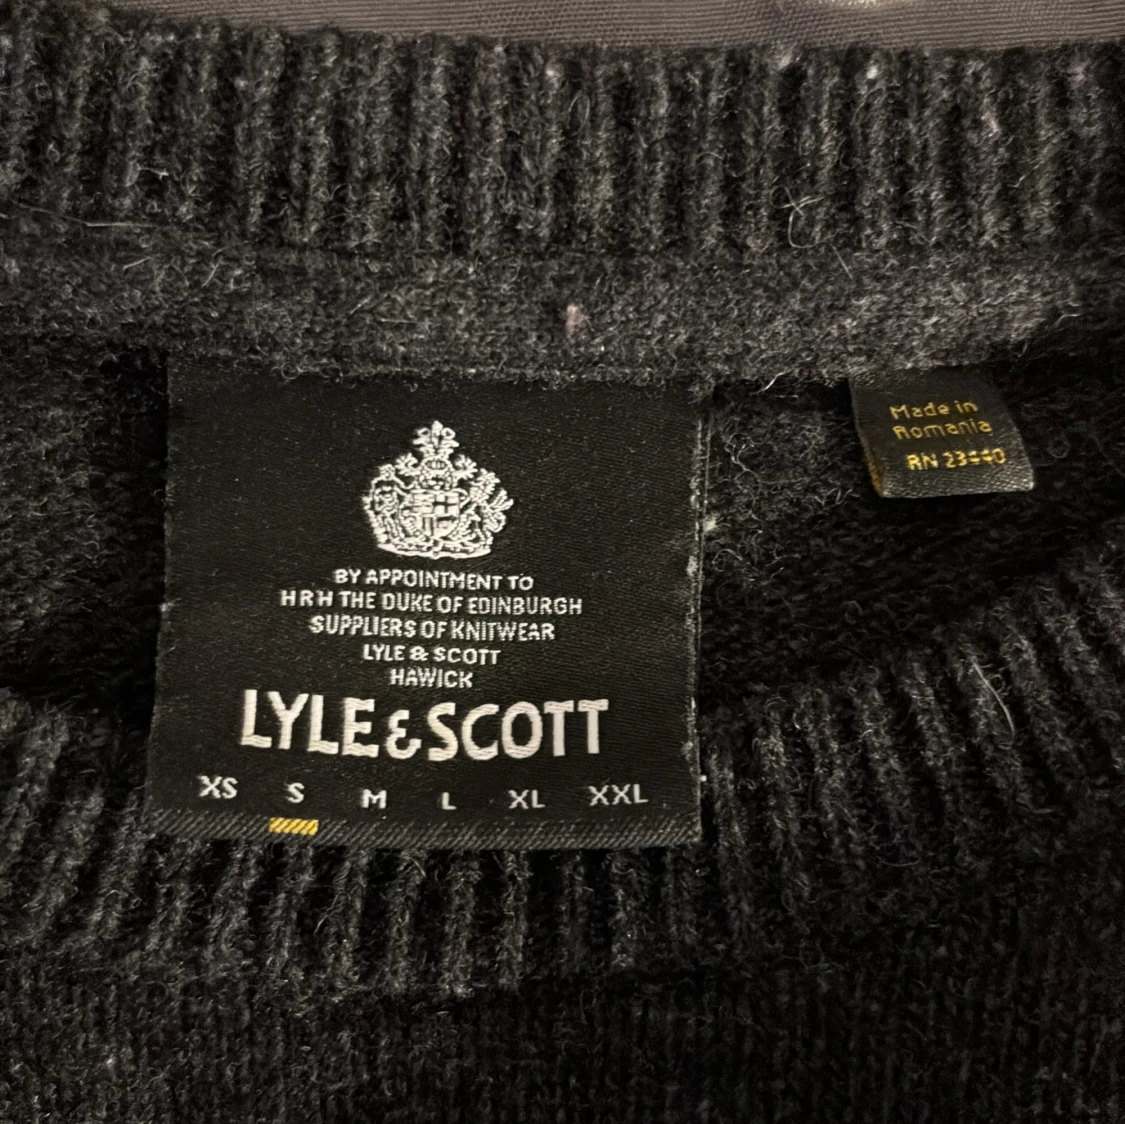 BY APPOINTMENT TO
HRH THE DUKE OF EDINBURGH
SUPPLIERS OF KNITWEAR
LYLE & SCOTT
HAWICK
LYLE & SCOTT
XS S M L XL XXL
Made in
Romania
RN 23440